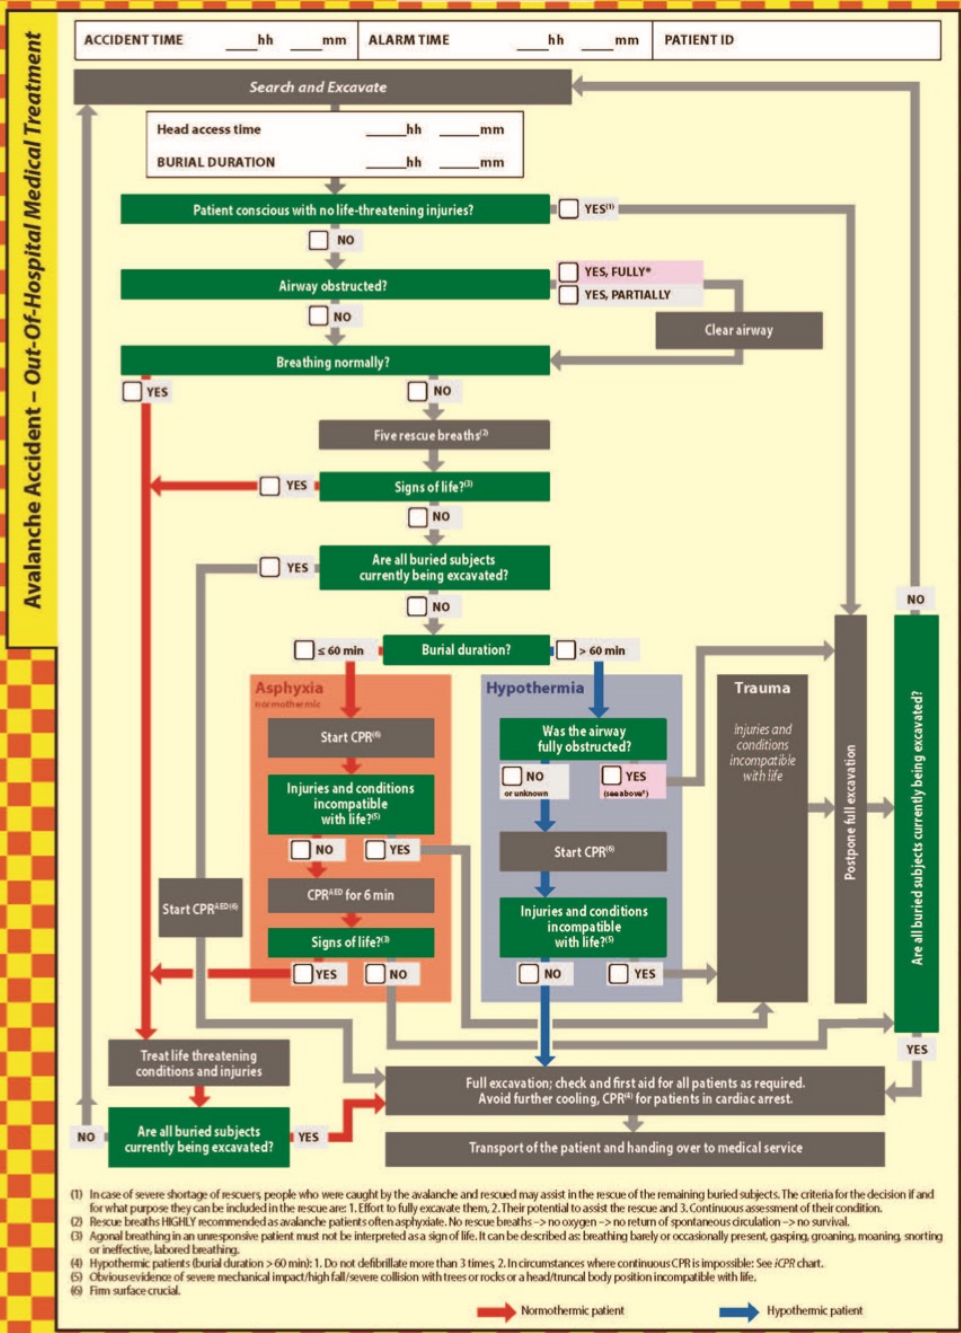 Avalanche Accident – Out-Of-Hospital Medical Treatment
ACCIDENT TIME ___hh ___mm
ALARM TIME ___hh ___mm
PATIENT ID
Search and Excavate
Head access time ____hh ____mm
BURIAL DURATION ____hh ____mm
Patient conscious with no life-threatening injuries?
YES(1)
NO
Airway obstructed?
YES, FULLY*
YES, PARTIALLY
NO
Clear airway
Breathing normally?
YES
NO
Five rescue breaths(2)
Signs of life?(3)
YES
NO
Are all buried subjects
currently being excavated?
YES
NO
Burial duration?
≤ 60 min
> 60 min
Asphyxia
normothermic
Start CPR(6)
Injuries and conditions
incompatible
with life?(5)
NO
YES
CPRAED for 6 min
Signs of life?(3)
YES
NO
Start CPRAED(6)
Hypothermia
Was the airway
fully obstructed?
NO
or unknown
YES
(see above*)
Start CPR(6)
Injuries and conditions
incompatible
with life?(5)
NO
YES
Trauma
Injuries and
conditions
incompatible
with life
Postpone full excavation
NO
Are all buried subjects currently being excavated?
YES
Treat life threatening
conditions and injuries
Are all buried subjects
currently being excavated?
NO
YES
Full excavation; check and first aid for all patients as required.
Avoid further cooling, CPR(4) for patients in cardiac arrest.
Transport of the patient and handing over to medical service
(1) In case of severe shortage of rescuers, people who were caught by the avalanche and rescued may assist in the rescue of the remaining buried subjects. The criteria for the decision if and
for what purpose they can be included in the rescue are: 1. Effort to fully excavate them, 2. Their potential to assist the rescue and 3. Continuous assessment of their condition.
(2) Rescue breaths HIGHLY recommended as avalanche patients often asphyxiate. No rescue breaths –> no oxygen –> no return of spontaneous circulation –> no survival.
(3) Agonal breathing in an unresponsive patient must not be interpreted as a sign of life. It can be described as: breathing barely or occasionally present, gasping, groaning, moaning, snorting
or ineffective, labored breathing.
(4) Hypothermic patients (burial duration > 60 min): 1. Do not defibrillate more than 3 times, 2. In circumstances where continuous CPR is impossible: See iCPR chart.
(5) Obvious evidence of severe mechanical impact/high fall/severe collision with trees or rocks or a head/truncal body position incompatible with life.
(6) Firm surface crucial.
Normothermic patient
Hypothermic patient